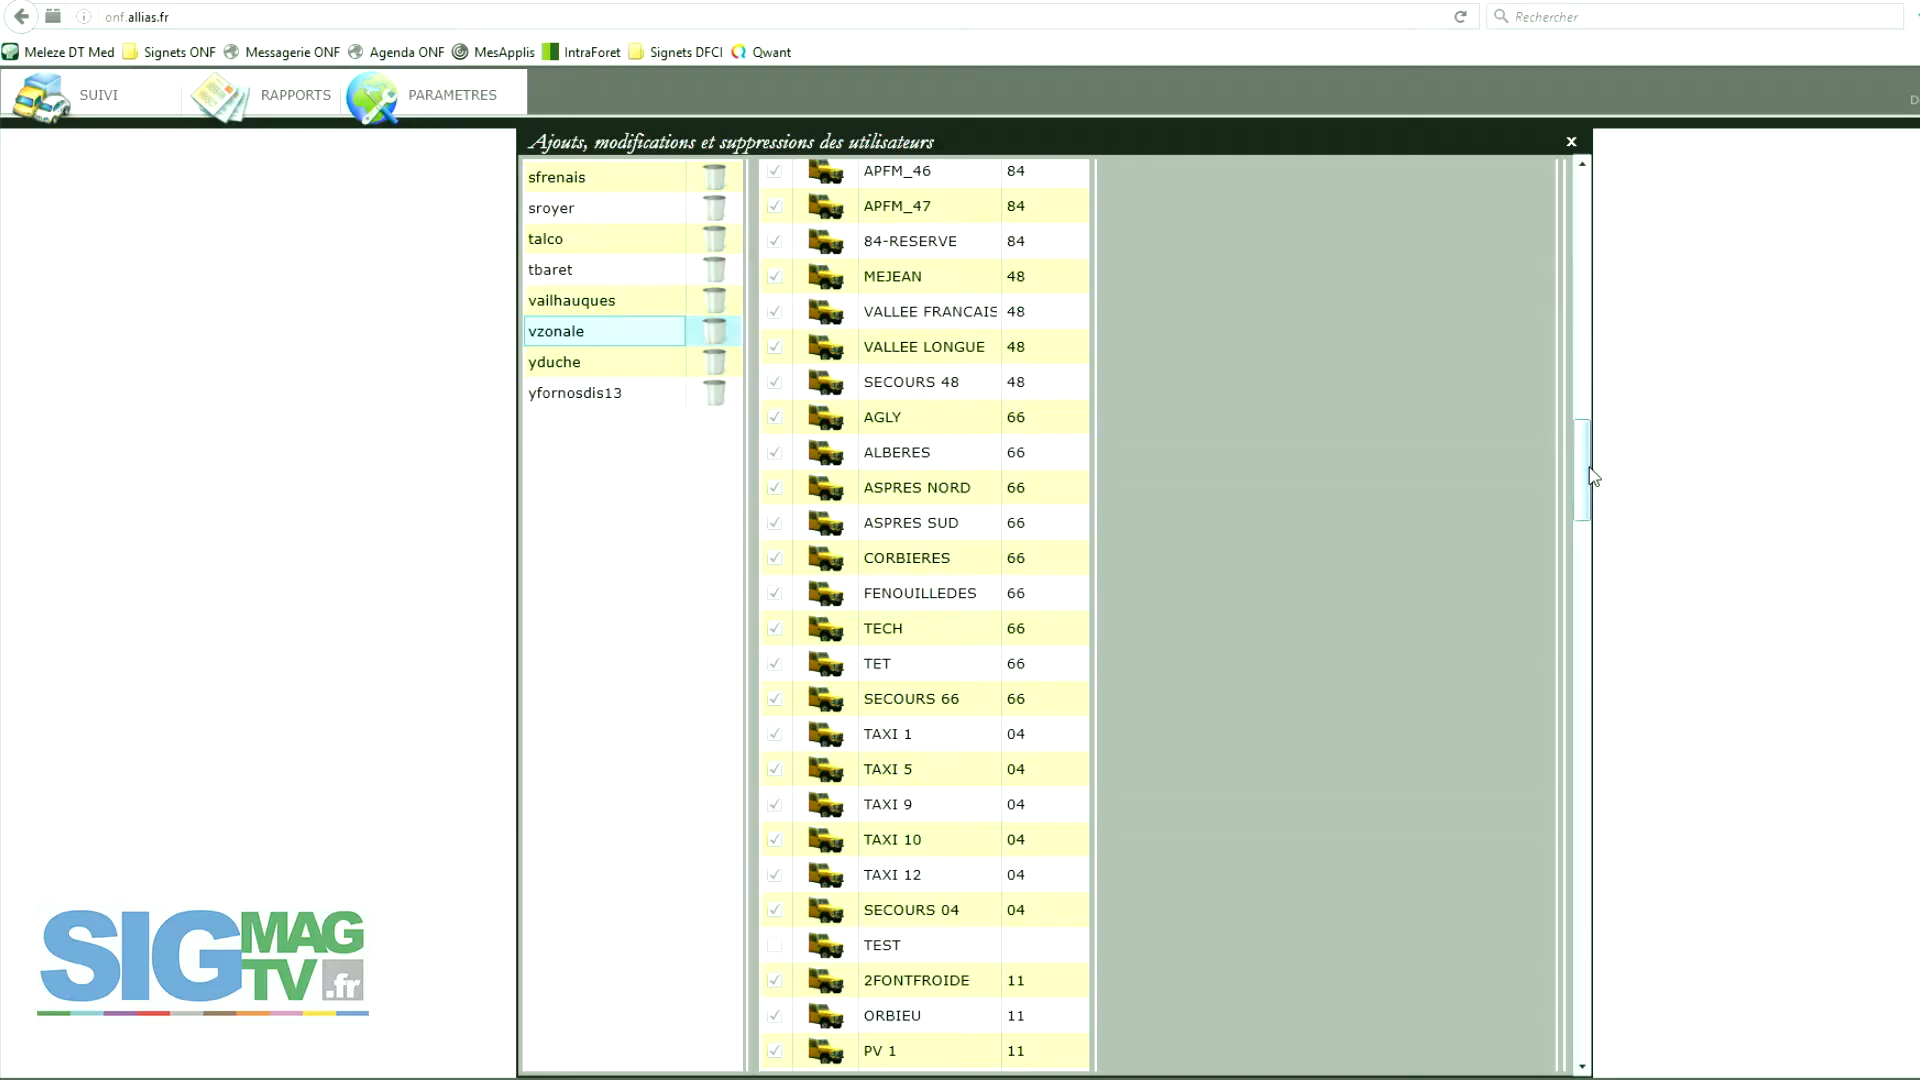 onf.allias.fr
Rechercher
Meleze DT Med Signets ONF Messagerie ONF Agenda ONF MesApplis IntraForet Signets DFCI Qwant
SUIVI RAPPORTS PARAMETRES
D
Ajouts, modifications et suppressions des utilisateurs x
sfrenais
sroyer
talco
tbaret
vailhauques
vzonale
yduche
yfornosdis13
APFM_46 84
APFM_47 84
84-RESERVE 84
MEJEAN 48
VALLEE FRANCAIS 48
VALLEE LONGUE 48
SECOURS 48 48
AGLY 66
ALBERES 66
ASPRES NORD 66
ASPRES SUD 66
CORBIERES 66
FENOUILLEDES 66
TECH 66
TET 66
SECOURS 66 66
TAXI 1 04
TAXI 5 04
TAXI 9 04
TAXI 10 04
TAXI 12 04
SECOURS 04 04
TEST
2FONTFROIDE 11
ORBIEU 11
PV 1 11
SIGMAG
TV.fr